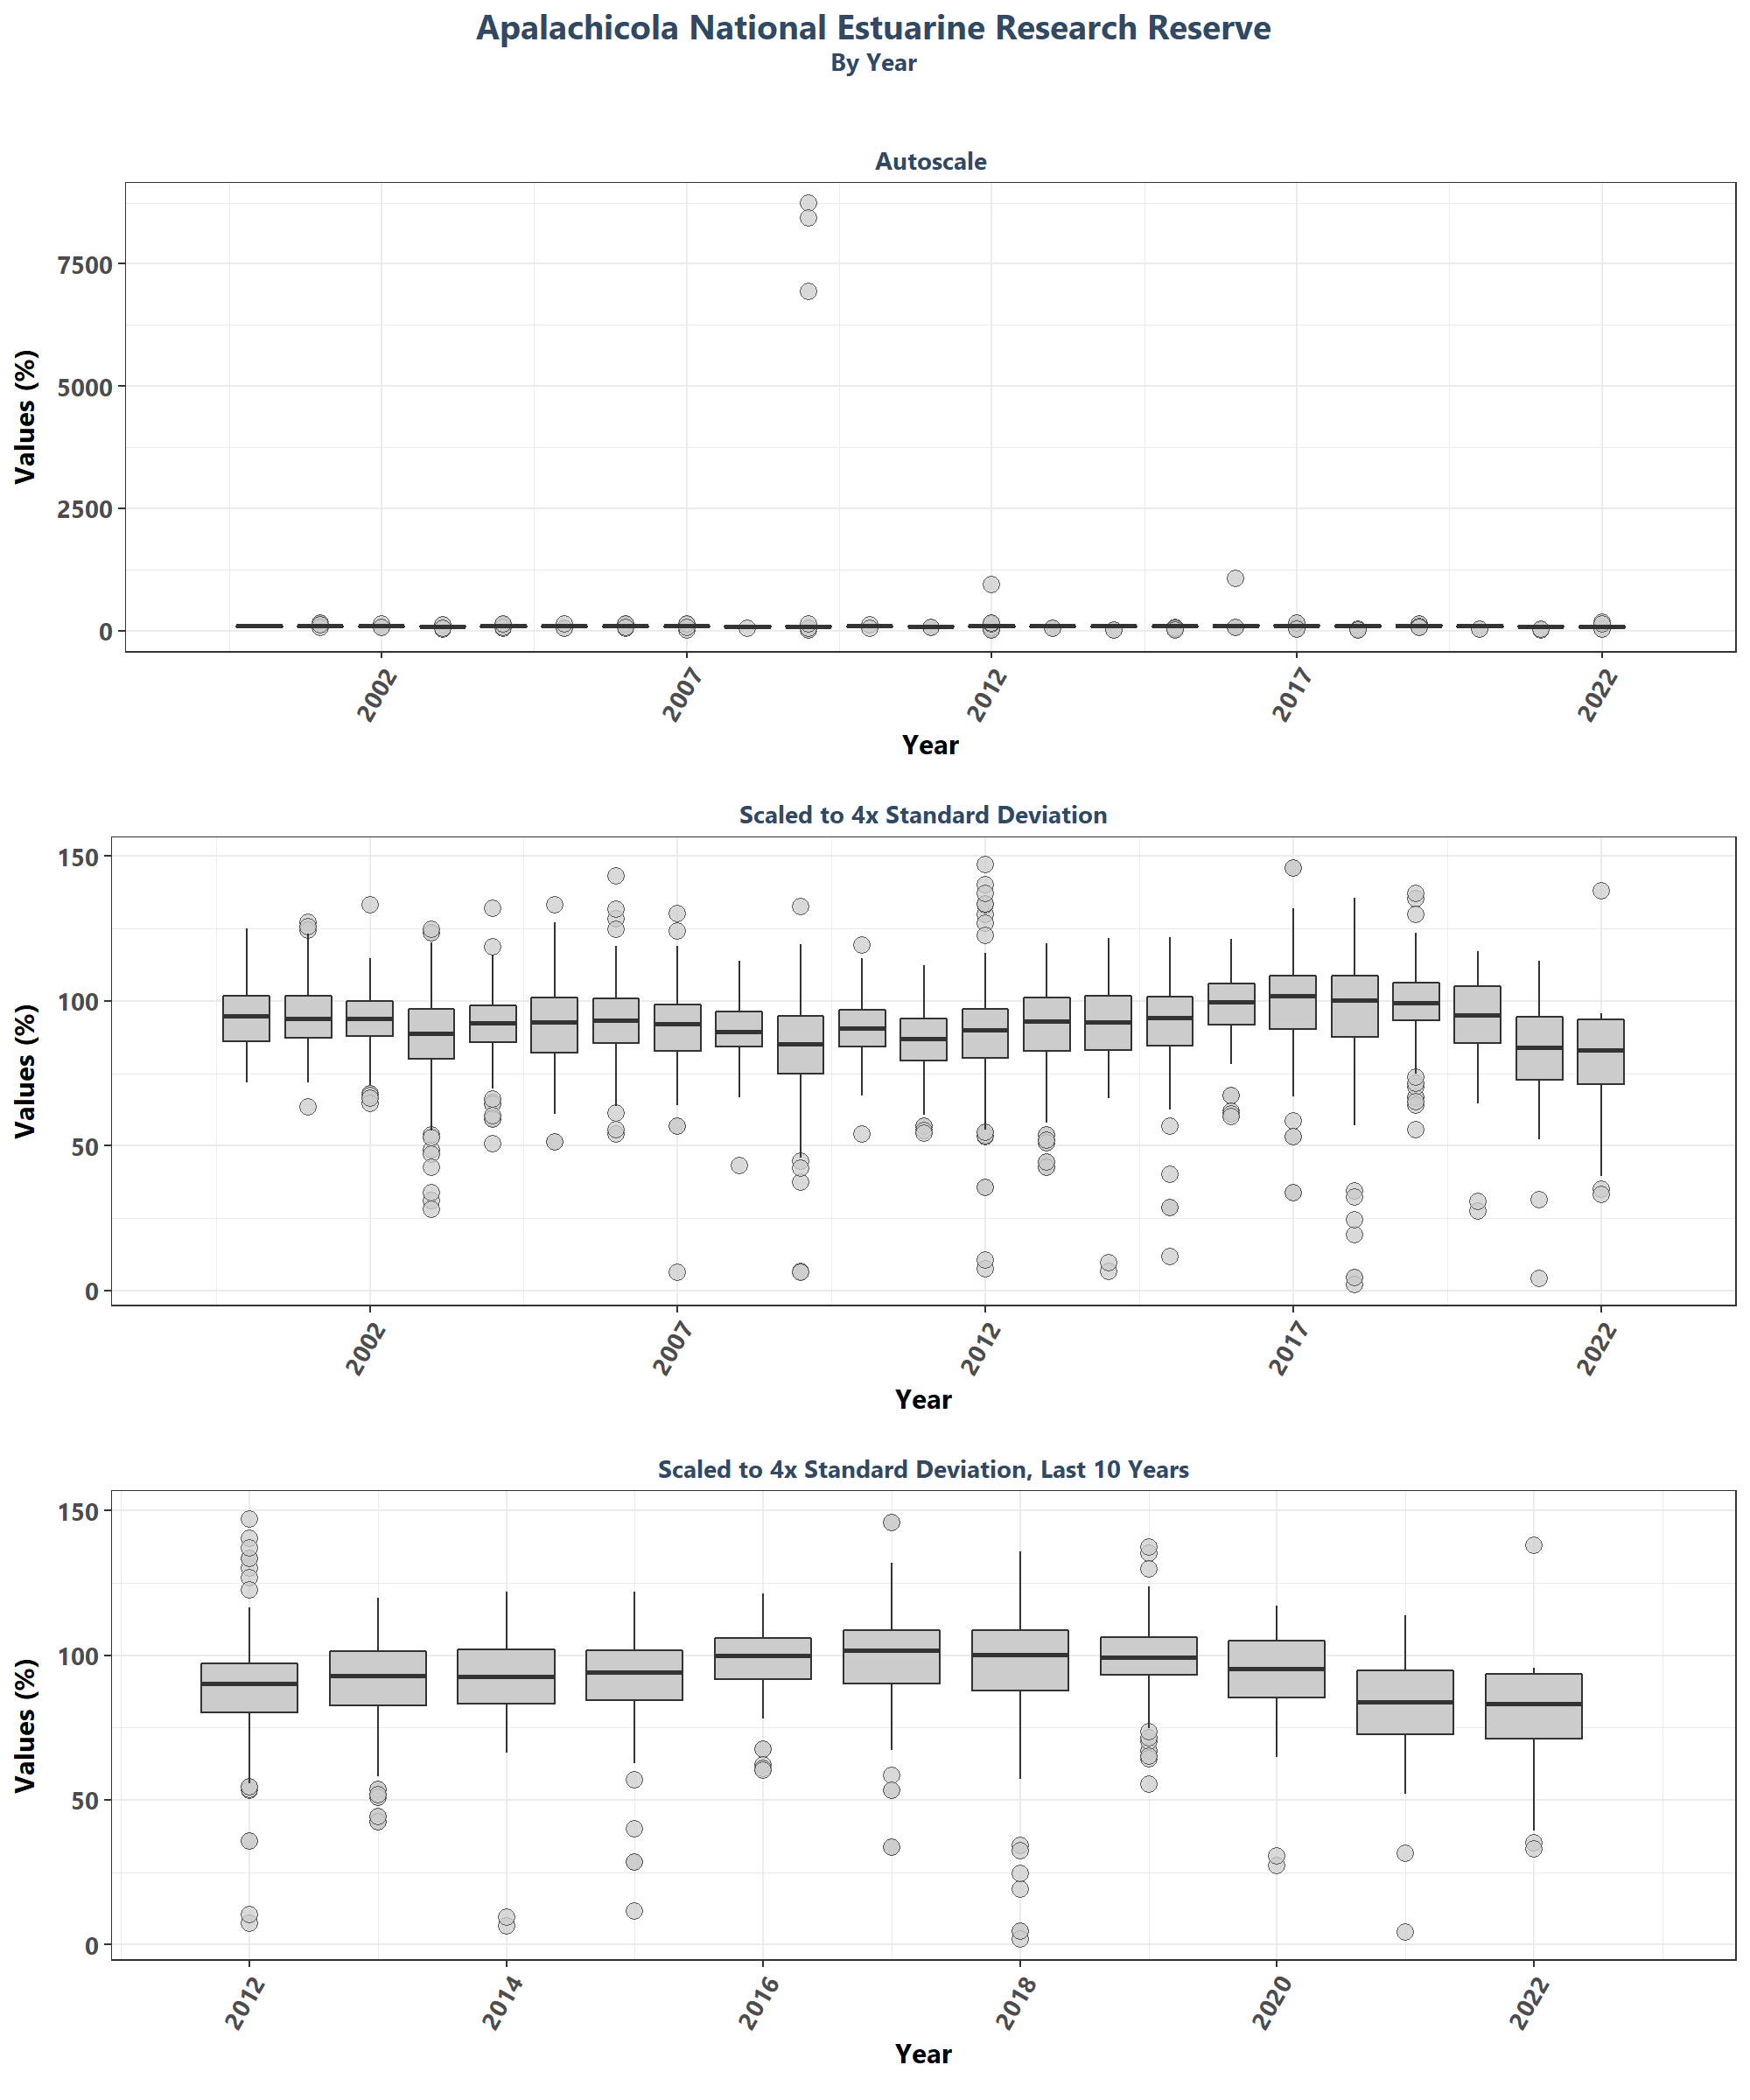 Apalachicola National Estuarine Research Reserve
By Year
Autoscale
Values (%)
7500
5000
2500
0
2002
2007
2012
2017
2022
Year
Scaled to 4x Standard Deviation
Values (%)
150
100
50
0
2002
2007
2012
2017
2022
Year
Scaled to 4x Standard Deviation, Last 10 Years
Values (%)
150
100
50
0
2012
2014
2016
2018
2020
2022
Year